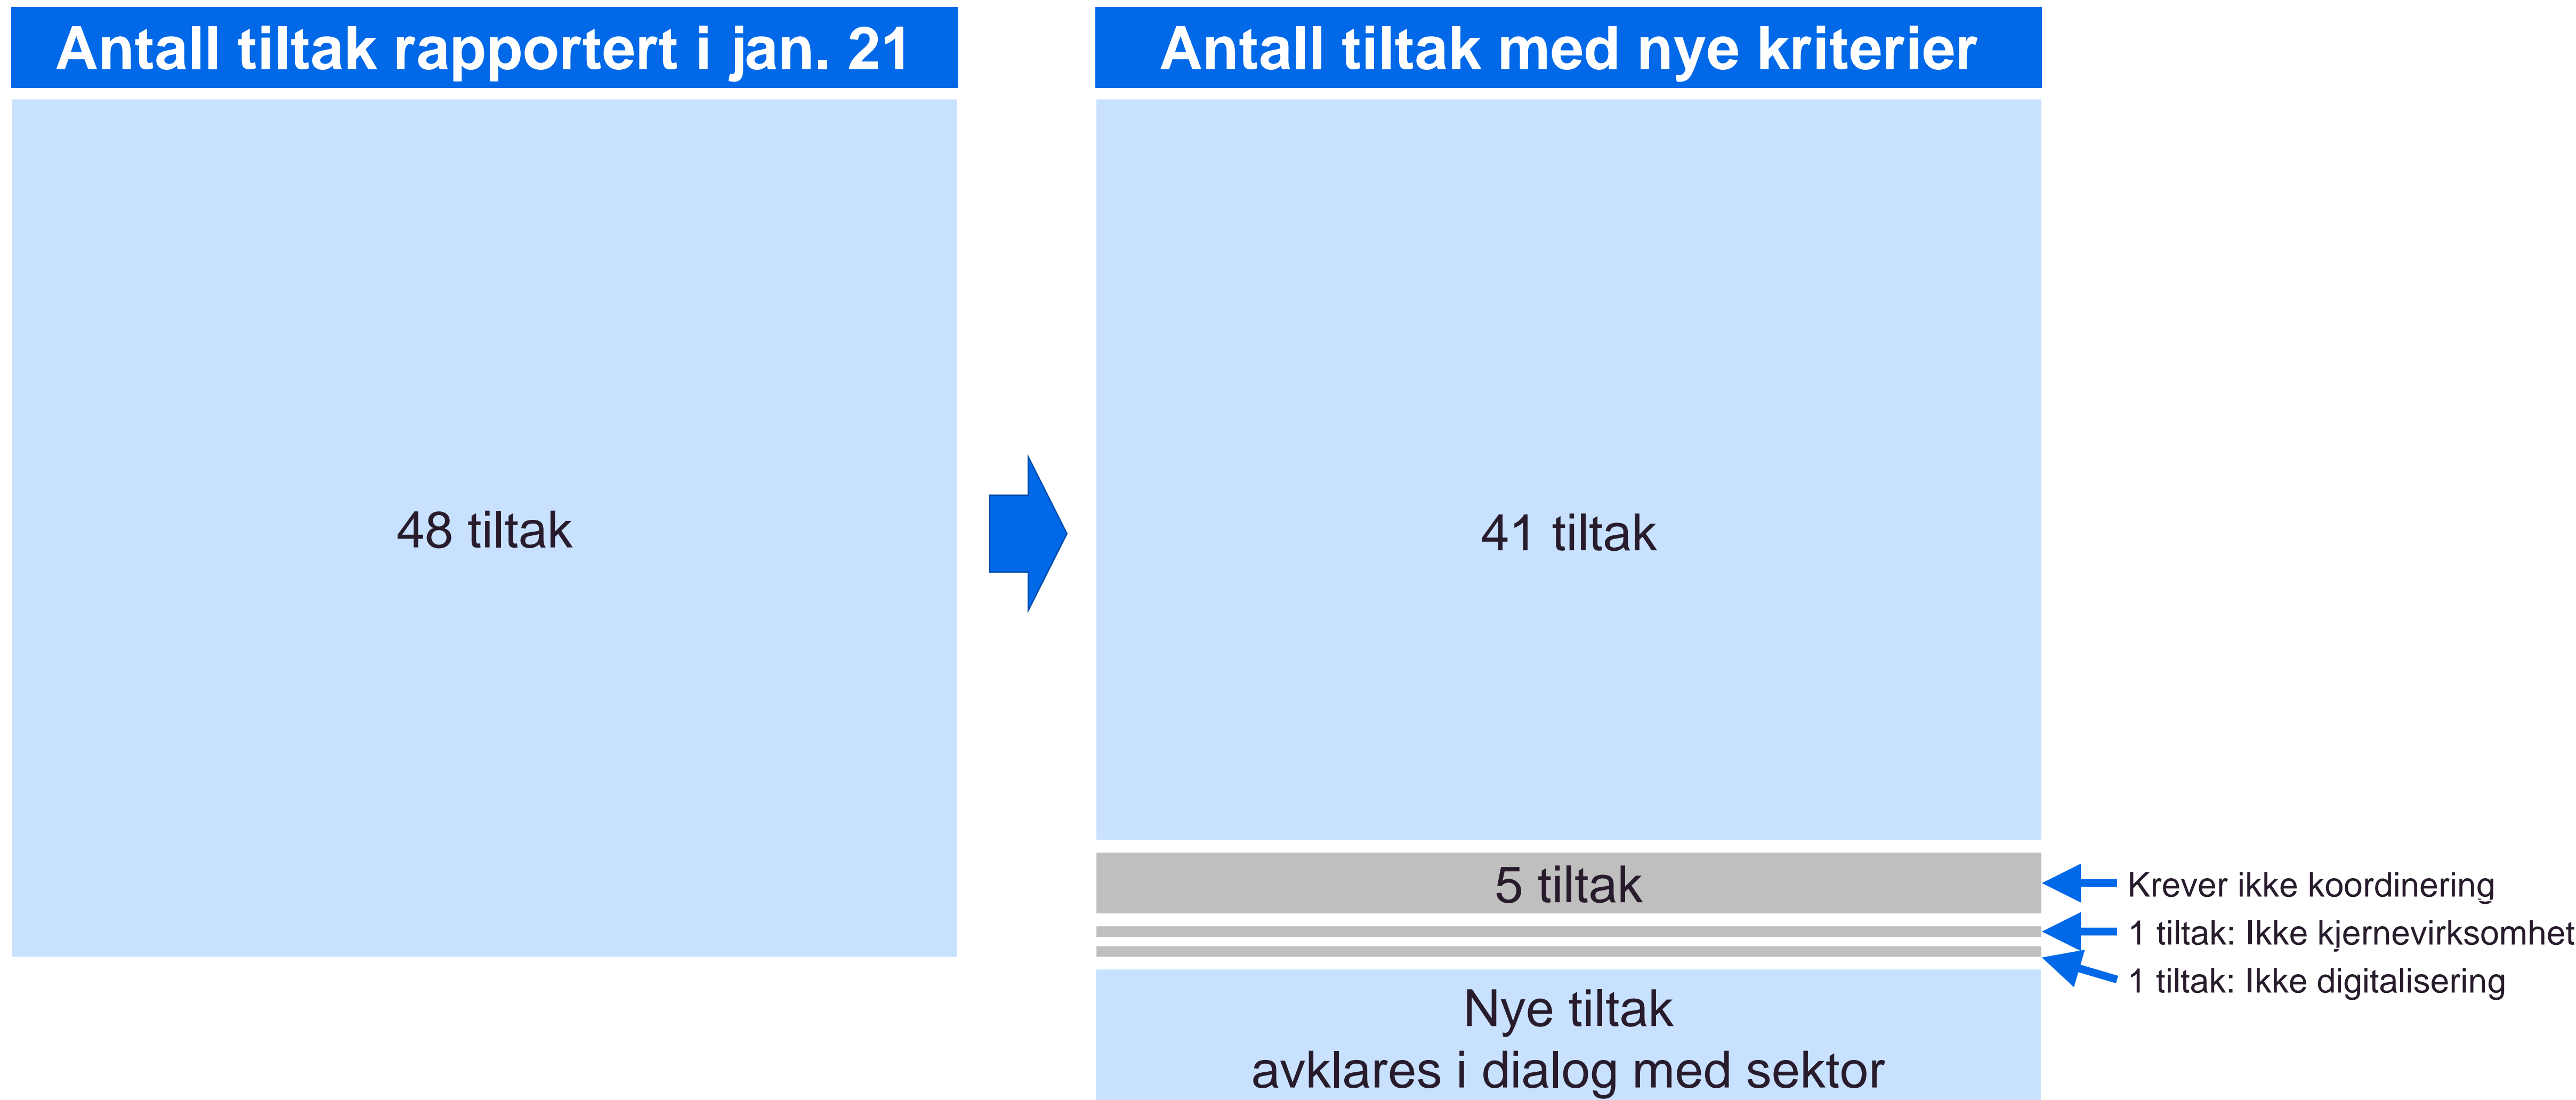 Antall tiltak rapportert i jan. 21
Antall tiltak med nye kriterier
48 tiltak
41 tiltak
5 tiltak
Krever ikke koordinering
1 tiltak: Ikke kjernevirksomhet
1 tiltak: Ikke digitalisering
Nye tiltak
avklares i dialog med sektor